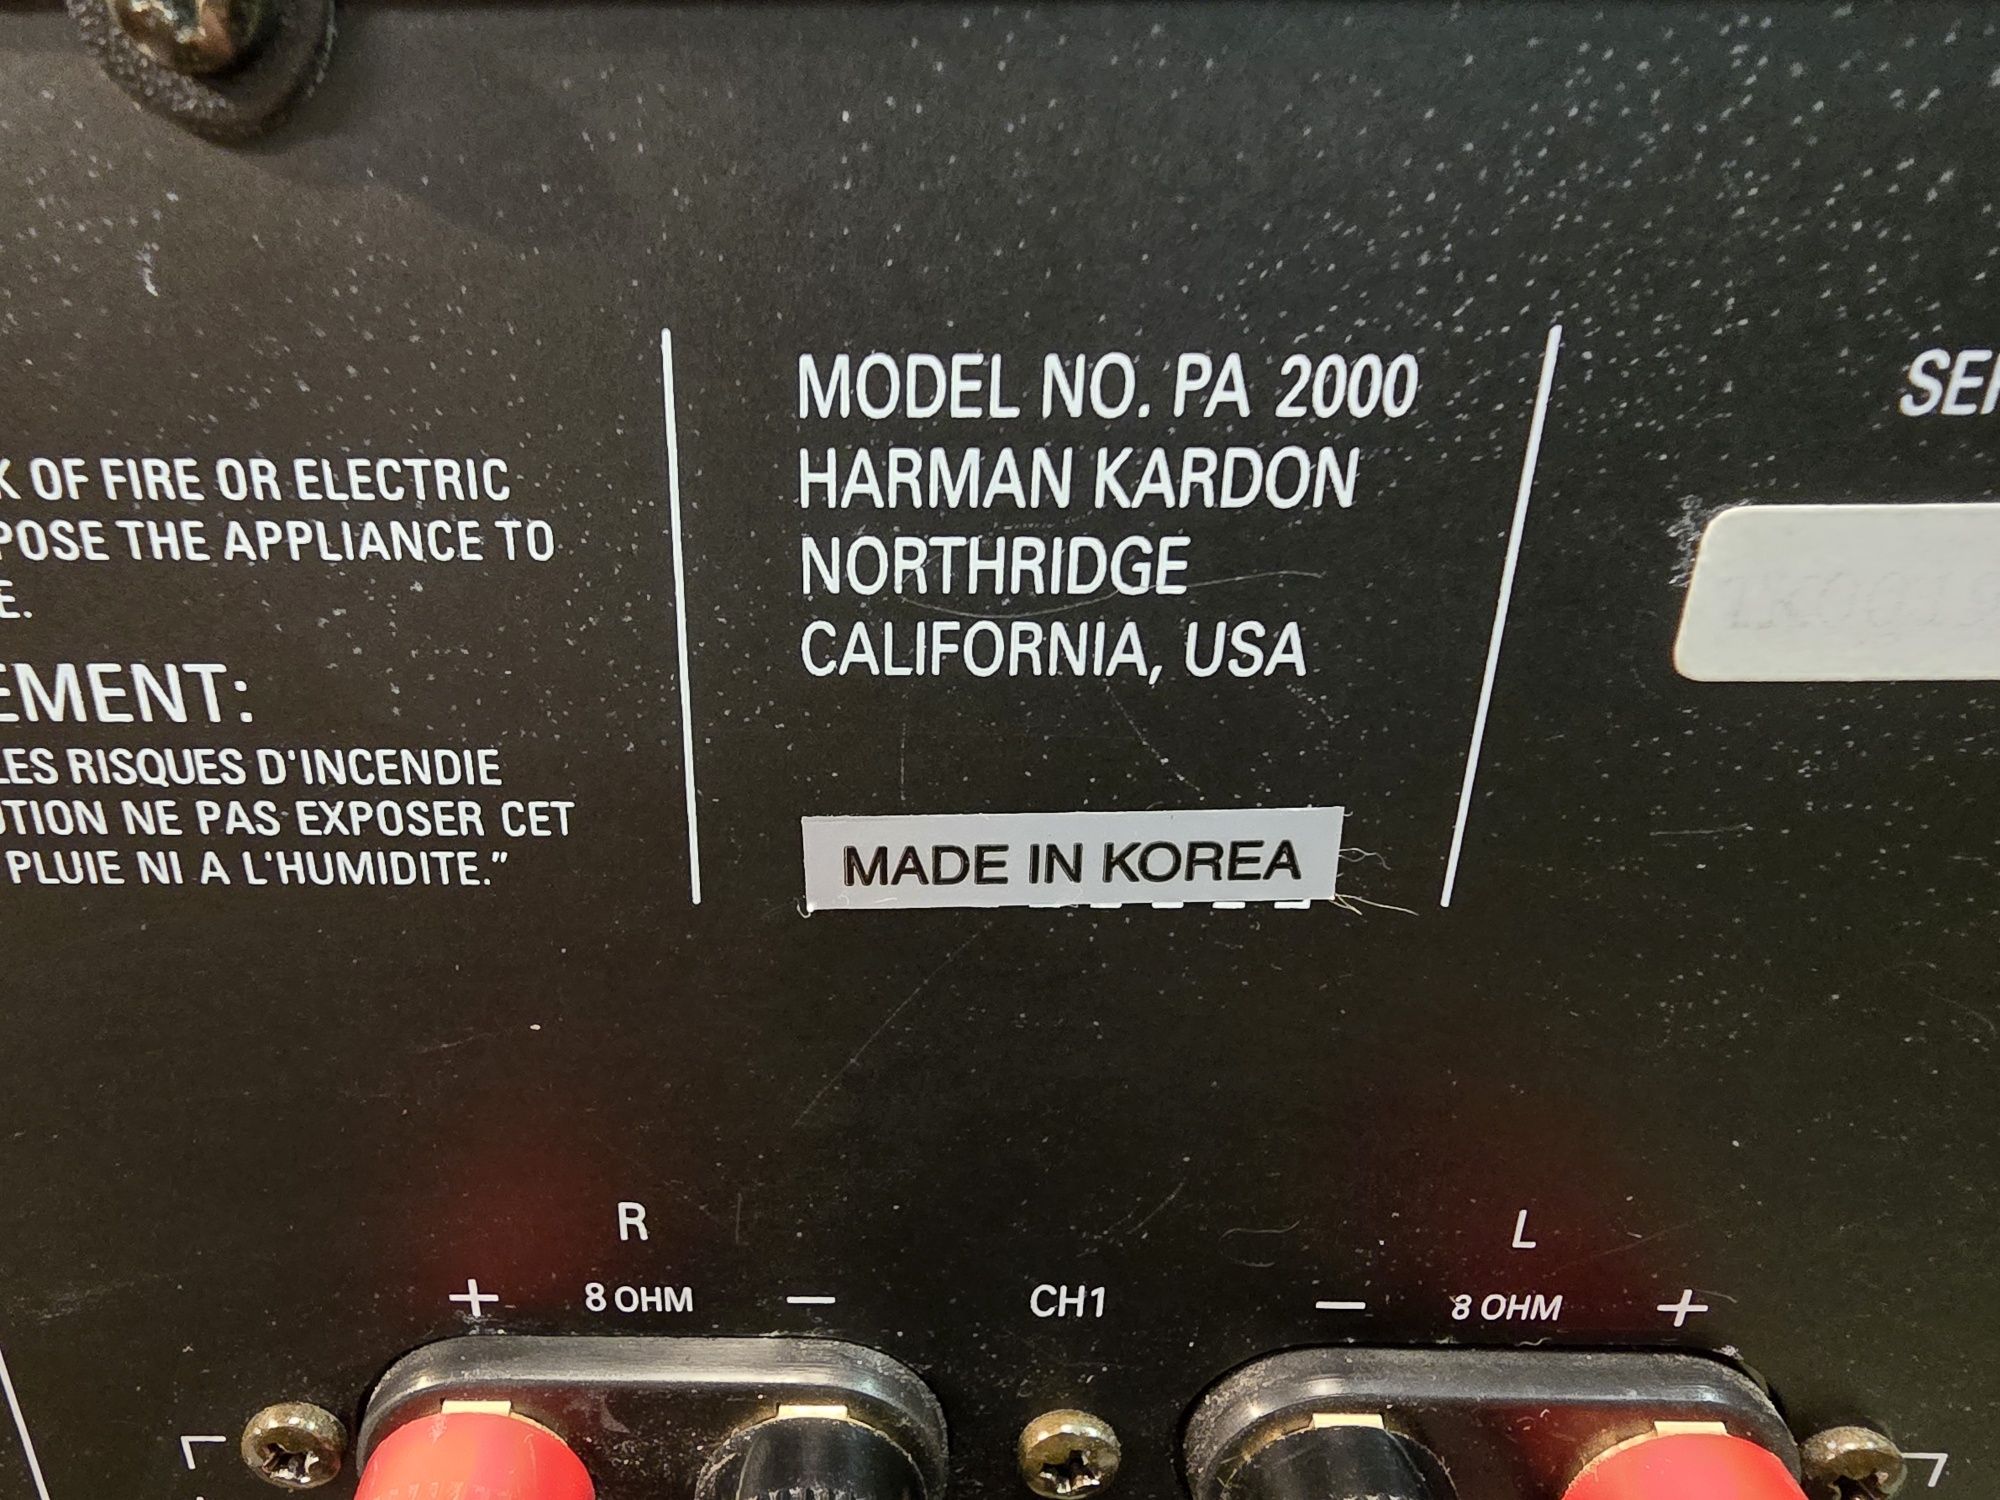 K OF FIRE OR ELECTRIC
POSE THE APPLIANCE TO
E.
EMENT:
LES RISQUES D'INCENDIE
UTION NE PAS EXPOSER CET
PLUIE NI A L'HUMIDITE."
MODEL NO. PA 2000
HARMAN KARDON
NORTHRIDGE
CALIFORNIA, USA
MADE IN KOREA
SER
R
+ 8 OHM −
CH1
L
− 8 OHM +